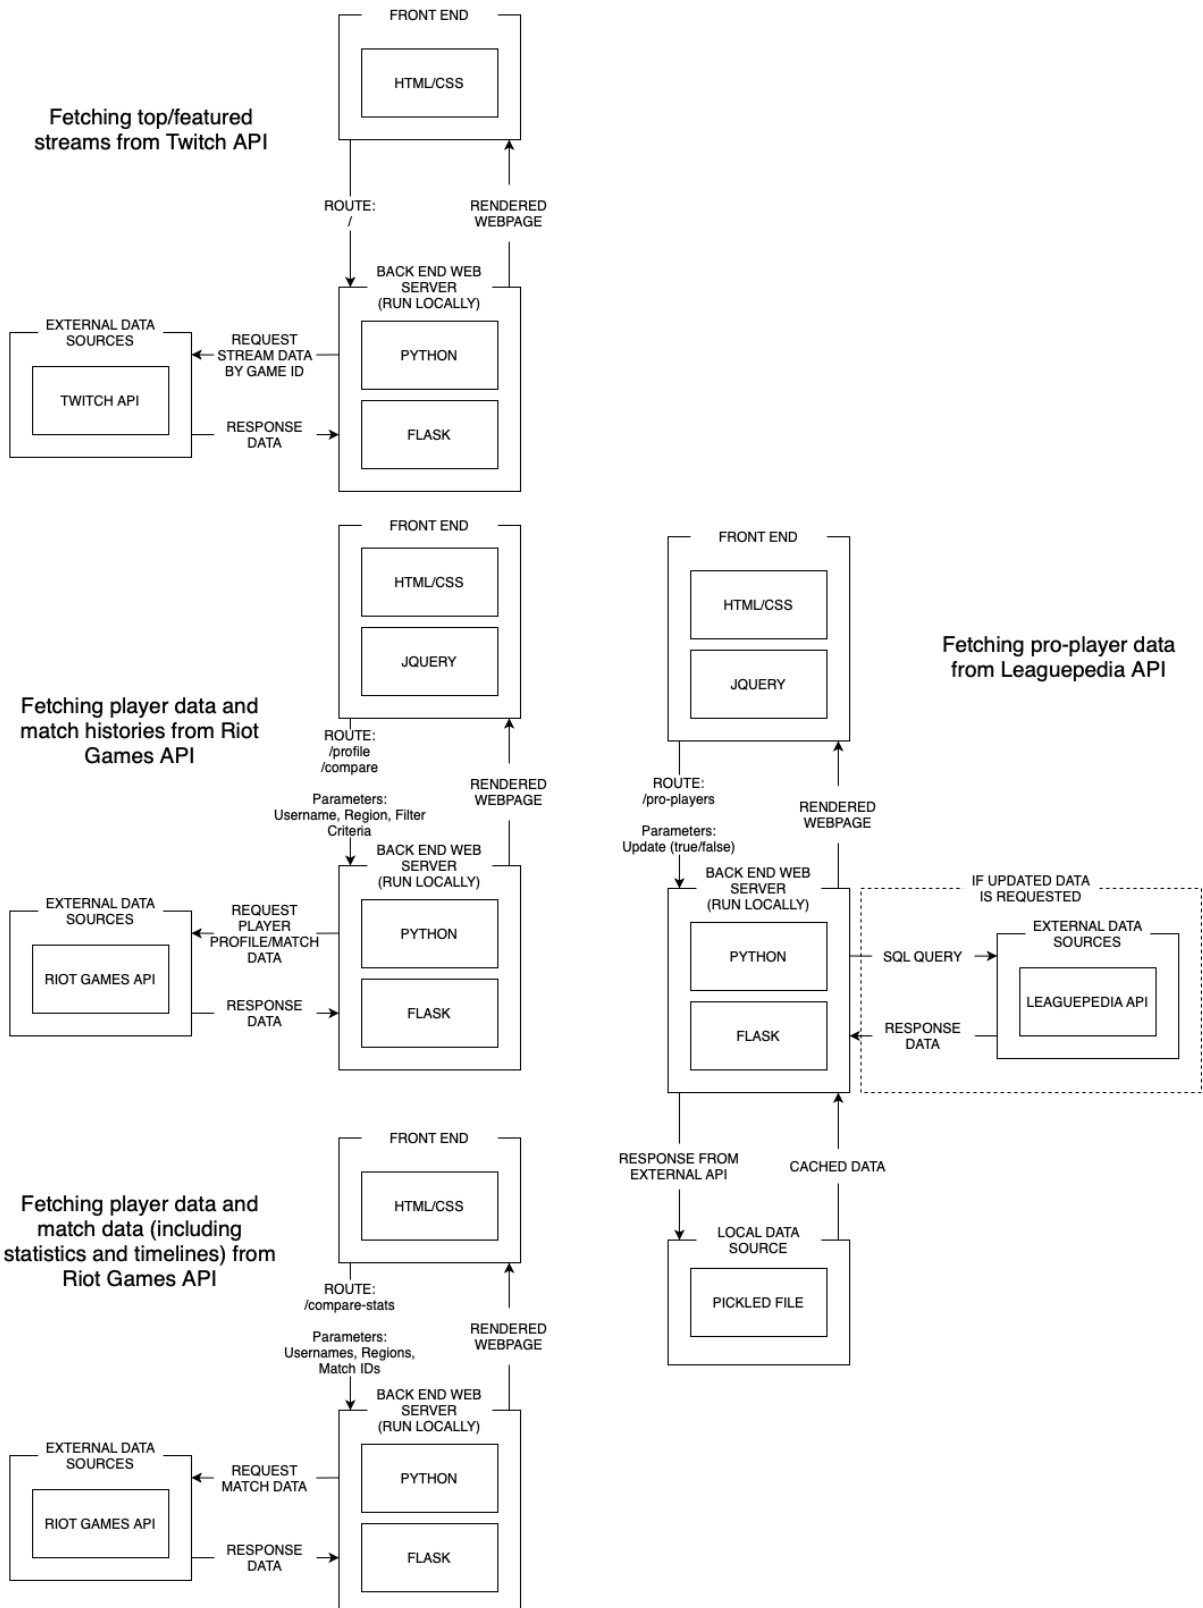 FRONT END
HTML/CSS
Fetching top/featured
streams from Twitch API
ROUTE:
/
RENDERED
WEBPAGE
BACK END WEB
SERVER
(RUN LOCALLY)
EXTERNAL DATA
SOURCES
REQUEST
STREAM DATA
BY GAME ID
PYTHON
TWITCH API
RESPONSE
DATA
FLASK
FRONT END
HTML/CSS
JQUERY
Fetching player data and
match histories from Riot
Games API
ROUTE:
/profile
/compare
Parameters:
Username, Region, Filter
Criteria
RENDERED
WEBPAGE
BACK END WEB
SERVER
(RUN LOCALLY)
EXTERNAL DATA
SOURCES
REQUEST
PLAYER
PROFILE/MATCH
DATA
PYTHON
RIOT GAMES API
RESPONSE
DATA
FLASK
FRONT END
HTML/CSS
Fetching player data and
match data (including
statistics and timelines) from
Riot Games API
ROUTE:
/compare-stats
Parameters:
Usernames, Regions,
Match IDs
RENDERED
WEBPAGE
BACK END WEB
SERVER
(RUN LOCALLY)
EXTERNAL DATA
SOURCES
REQUEST
MATCH DATA
PYTHON
RIOT GAMES API
RESPONSE
DATA
FLASK
FRONT END
HTML/CSS
JQUERY
Fetching pro-player data
from Leaguepedia API
ROUTE:
/pro-players
Parameters:
Update (true/false)
RENDERED
WEBPAGE
BACK END WEB
SERVER
(RUN LOCALLY)
IF UPDATED DATA
IS REQUESTED
PYTHON
SQL QUERY
EXTERNAL DATA
SOURCES
LEAGUEPEDIA API
FLASK
RESPONSE
DATA
RESPONSE FROM
EXTERNAL API
CACHED DATA
LOCAL DATA
SOURCE
PICKLED FILE